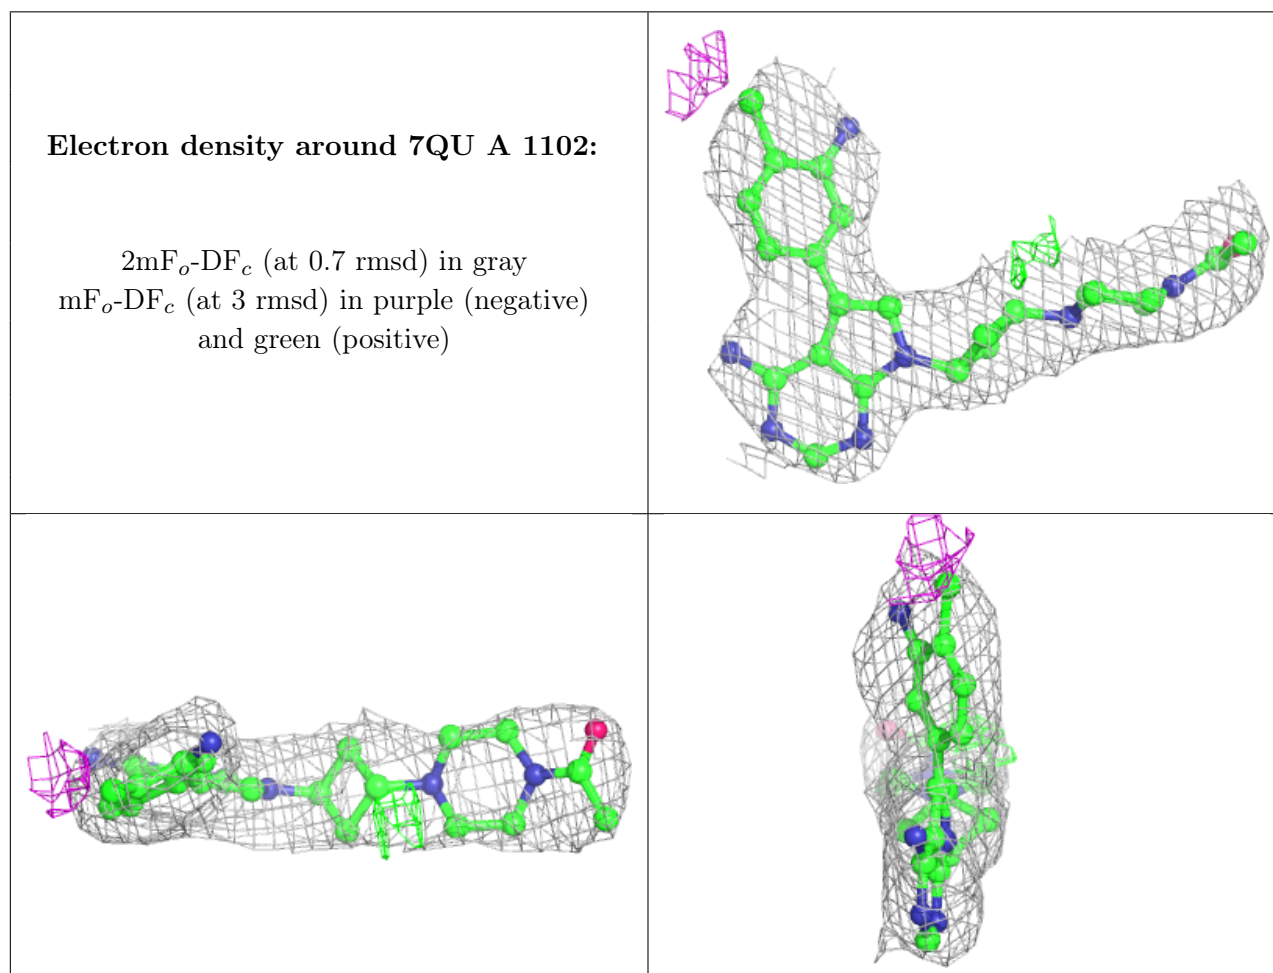 Electron density around 7QU A 1102:
2mFo-DFc (at 0.7 rmsd) in gray
mFo-DFc (at 3 rmsd) in purple (negative)
and green (positive)